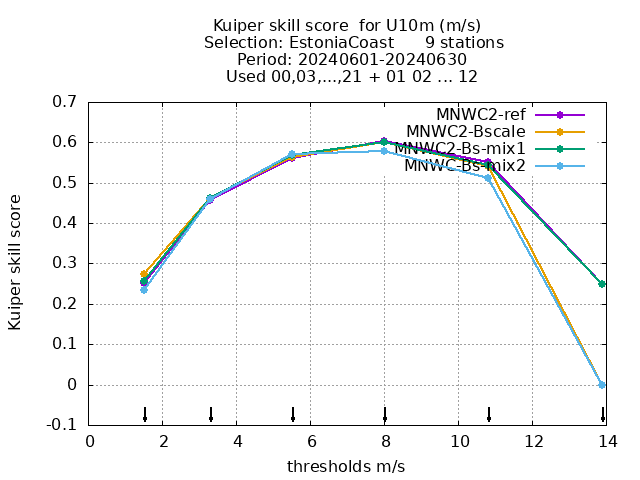 Kuiper skill score  for U10m (m/s)
Selection: EstoniaCoast      9 stations
Period: 20240601-20240630
Used 00,03,...,21 + 01 02 ... 12
MNWC2-ref
MNWC2-Bscale
MNWC2-Bs-mix1
MNWC-Bs-mix2
0.7
0.6
0.5
0.4
0.3
0.2
0.1
0
-0.1
Kuiper skill score
0 2 4 6 8 10 12 14
thresholds m/s